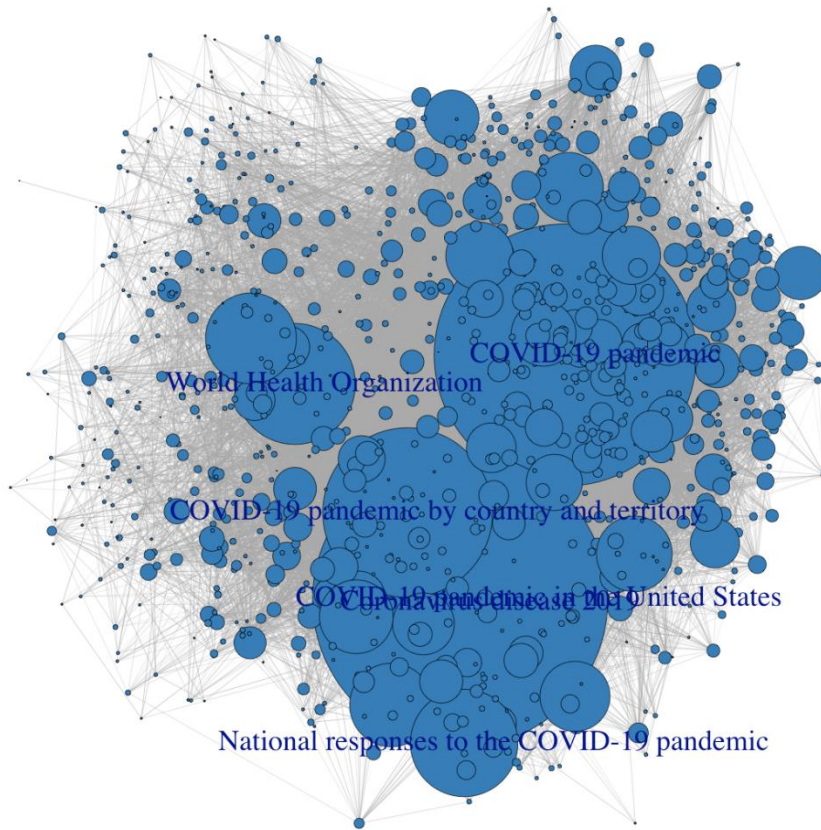 COVID-19 pandemic
World Health Organization
COVID-19 pandemic by country and territory
COVID-19 pandemic in the United States
Coronavirus disease 2019
National responses to the COVID-19 pandemic